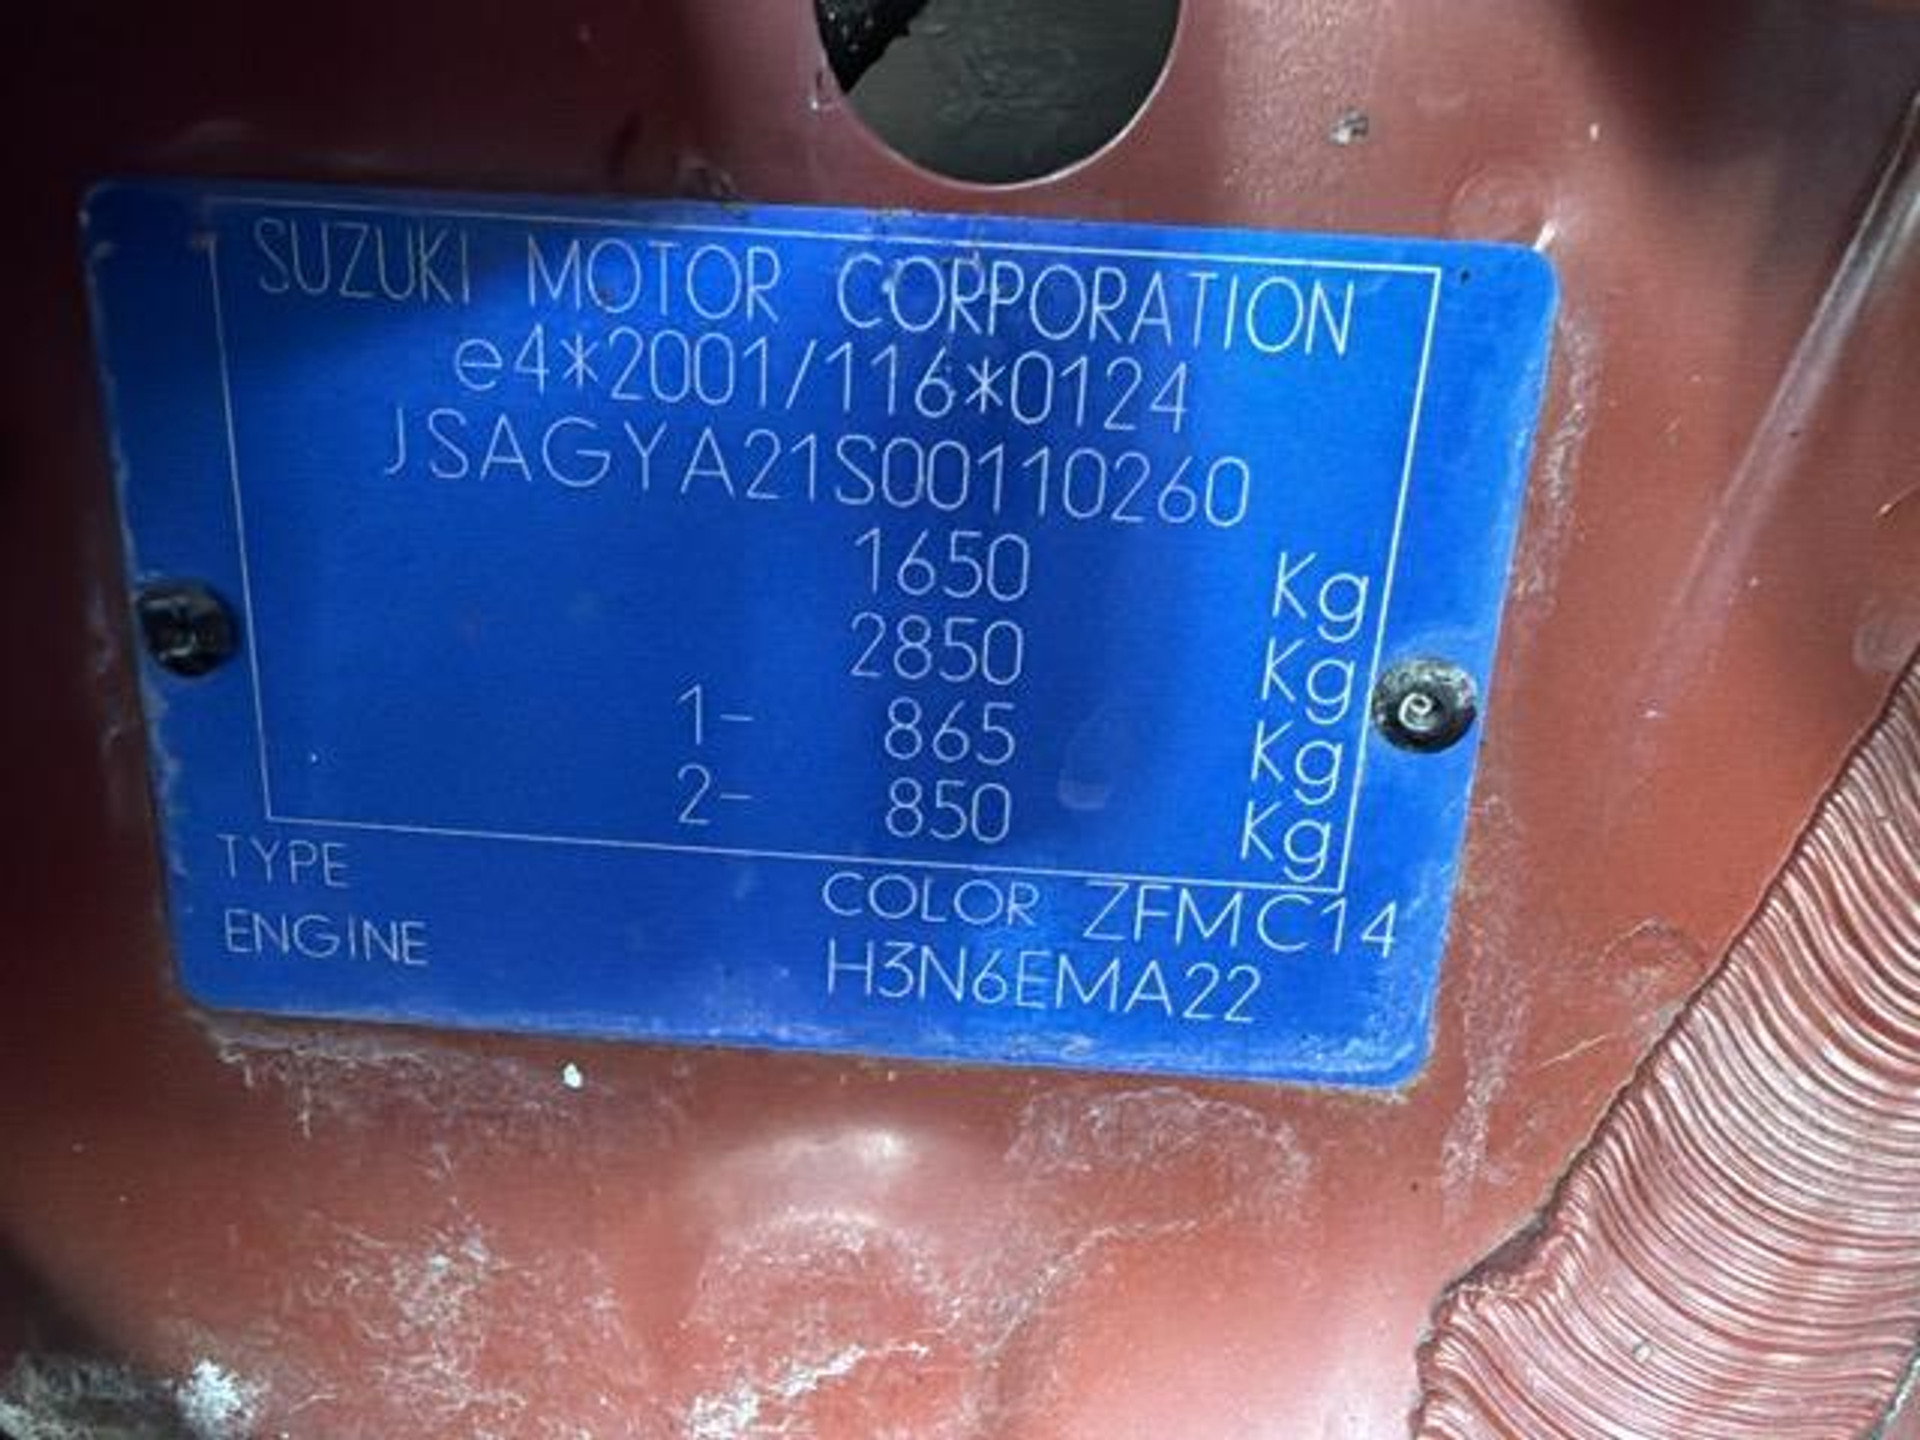 SUZUKI MOTOR CORPORATION
e4*2001/116*0124
JSAGYA21S00110260
1650 Kg
2850 Kg
1- 865 Kg
2- 850 Kg
TYPE COLOR ZFMC14
ENGINE H3N6EMA22
e